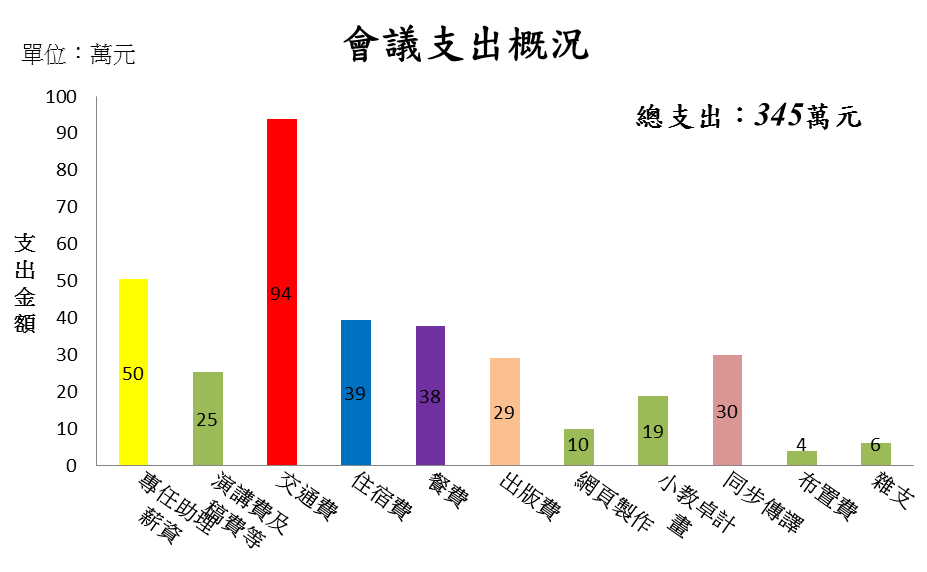 會議支出概況
單位：萬元
總支出：345萬元
支出金額
100
90
80
70
60
50
40
30
20
10
0
50
25
94
39
38
29
10
19
30
4
6
專任助理
薪資
演講費及
稿費等
交通費
住宿費
餐費
出版費
網頁製作
小教卓計
畫
同步傳譯
布置費
雜支